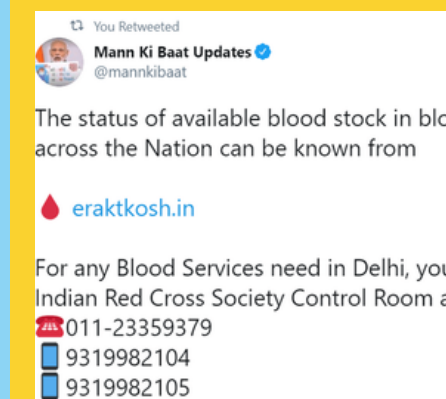 You Retweeted
Mann Ki Baat Updates
@mannkibaat
The status of available blood stock in blo
across the Nation can be known from
eraktkosh.in
For any Blood Services need in Delhi, you
Indian Red Cross Society Control Room a
011-23359379
9319982104
9319982105